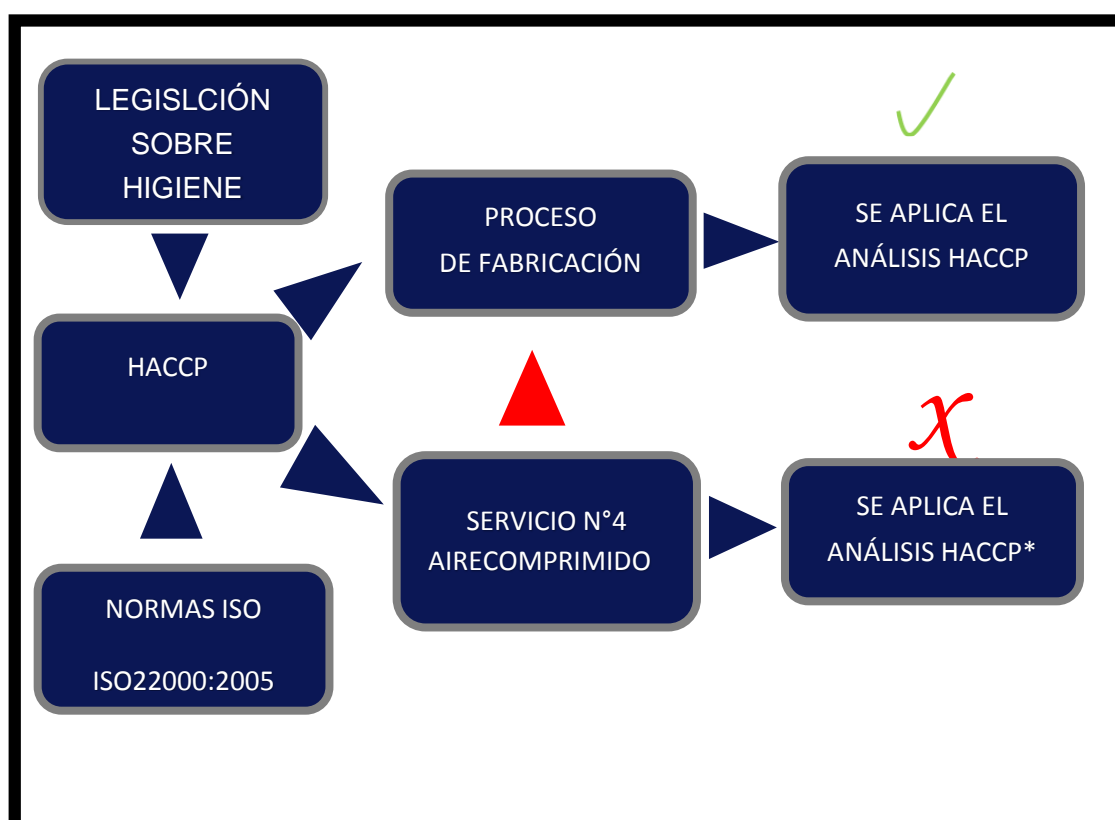 LEGISLCIÓN
SOBRE
HIGIENE
PROCESO
DE FABRICACIÓN
SE APLICA EL
ANÁLISIS HACCP
HACCP
x
SERVICIO N°4
AIRECOMPRIMIDO
SE APLICA EL
ANÁLISIS HACCP*
NORMAS ISO
ISO22000:2005